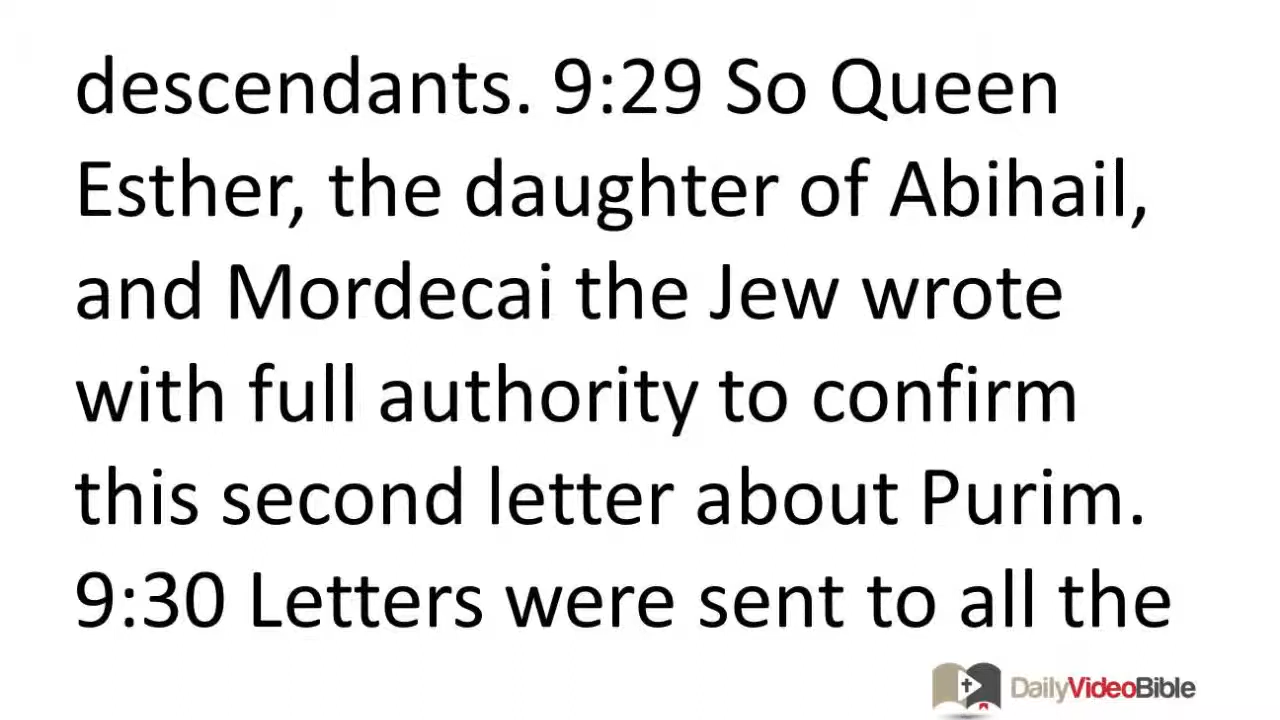 descendants. 9:29 So Queen
Esther, the daughter of Abihail,
and Mordecai the Jew wrote
with full authority to confirm
this second letter about Purim.
9:30 Letters were sent to all the
DailyVideoBible